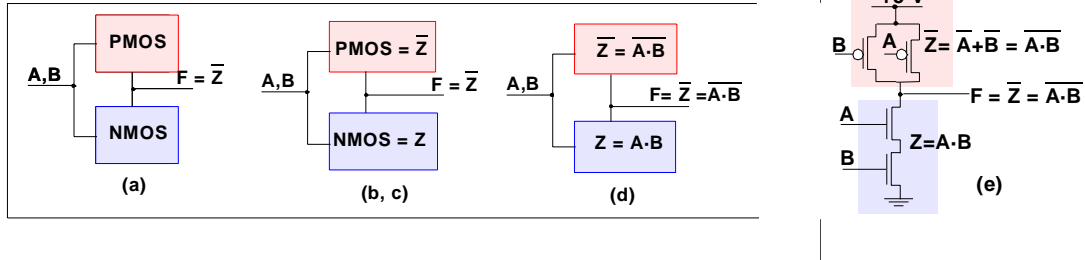 PMOS
A,B
F = Z̅
NMOS
(a)
PMOS = Z̅
A,B
F = Z̅
NMOS = Z
(b, c)
Z̅ = A̅·̅B̅
A,B
F= Z̅ =A̅·̅B̅
Z = A·B
(d)
B
A
Z̅= A̅+B̅ = A̅·̅B̅
F = Z̅ = A̅·̅B̅
A
Z=A·B
B
(e)